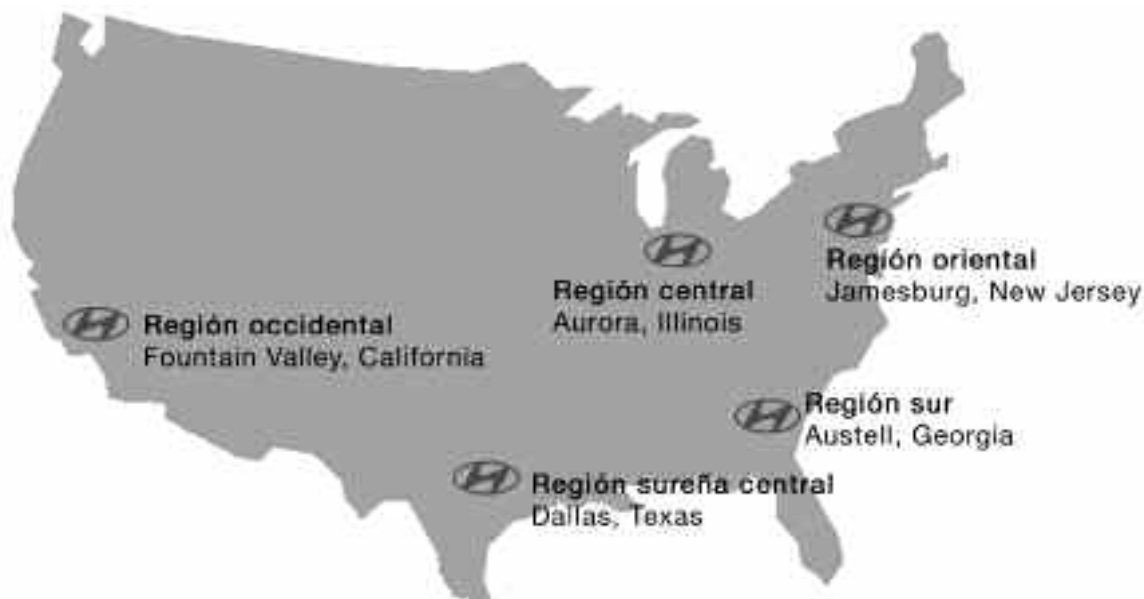 Región oriental
Jamesburg, New Jersey
Región central
Aurora, Illinois
Región occidental
Fountain Valley, California
Región sur
Austell, Georgia
Región sureña central
Dallas, Texas